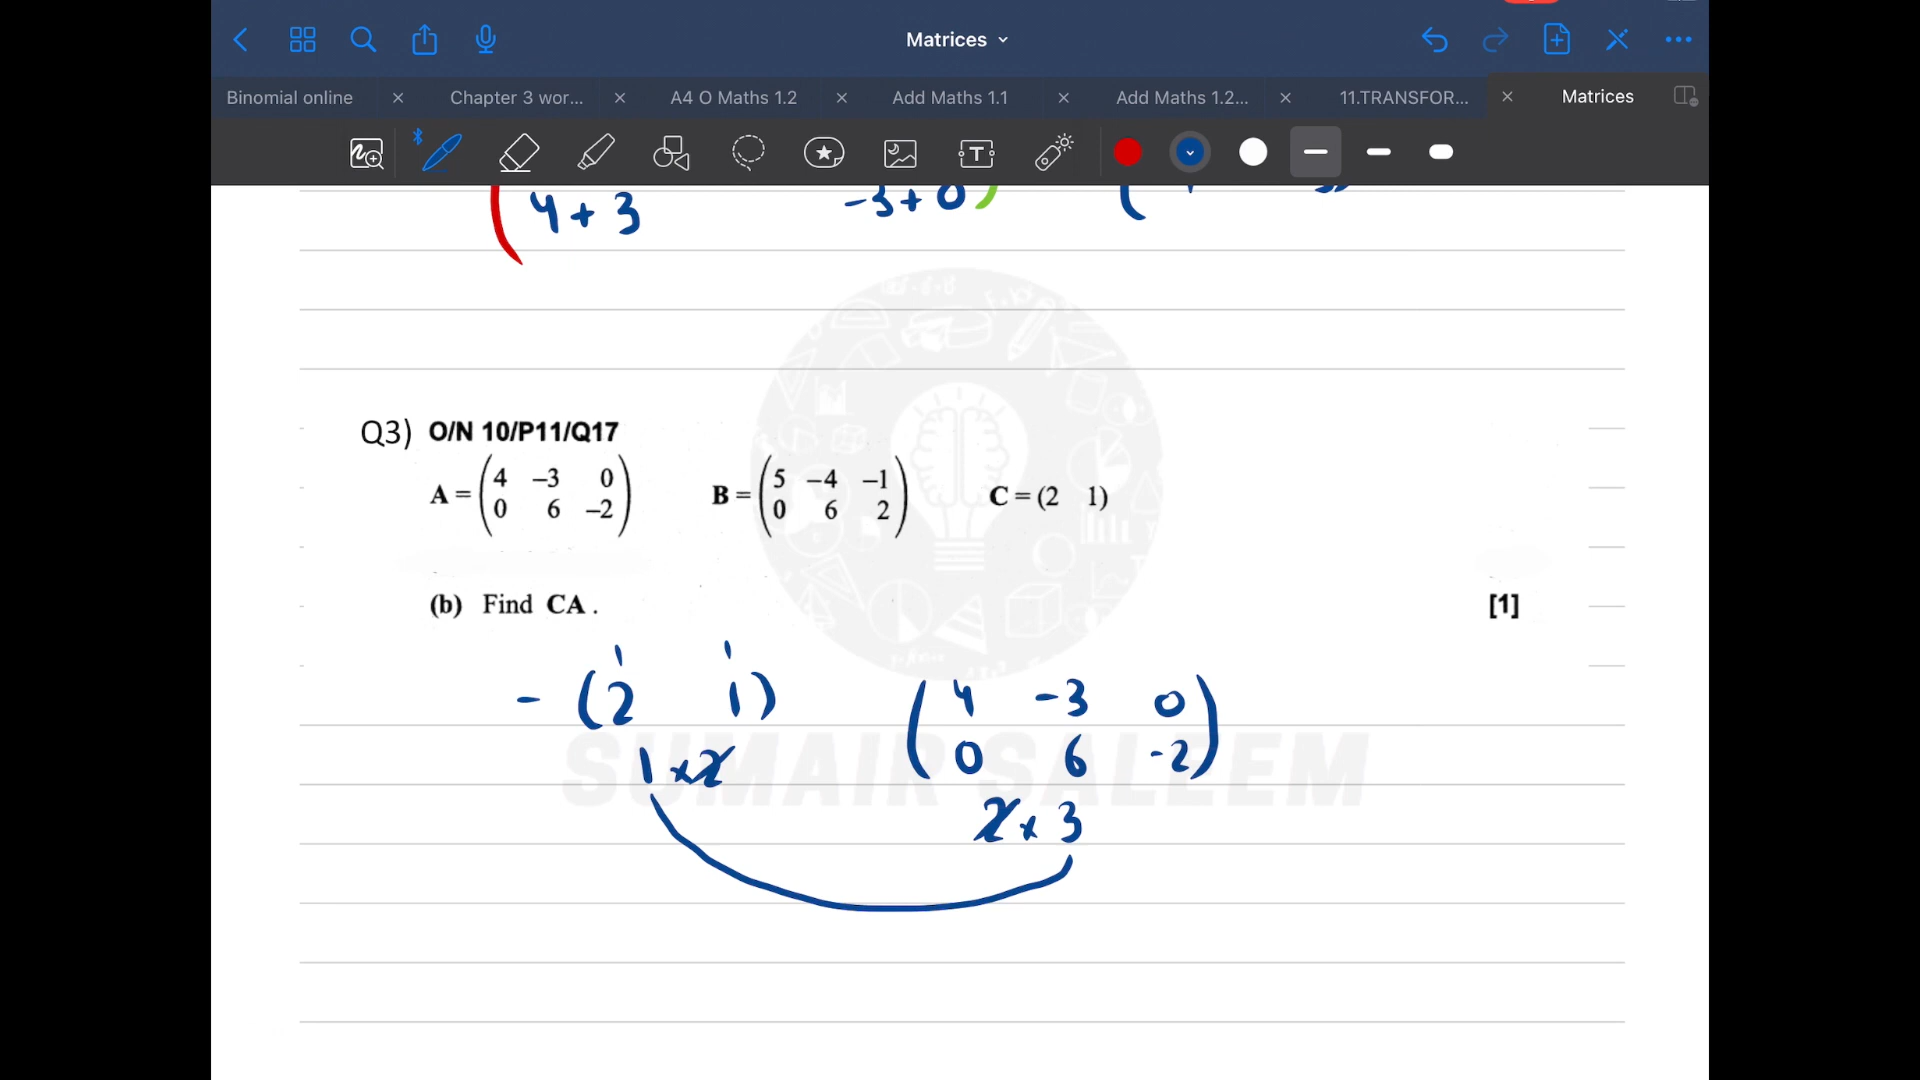 Matrices
Binomial online × Chapter 3 wor... × A4 O Maths 1.2 × Add Maths 1.1 × Add Maths 1.2... × 11.TRANSFOR... × Matrices
4 + 3 -3 + 0
Q3) O/N 10/P11/Q17
A = (4 −3 0
0 6 −2) B = (5 −4 −1
0 6 2) C = (2 1)
(b) Find CA . [1]
- (2 1) (4 -3 0
0 6 -2)
1 × 2
2 × 3
SUMAIR SALEEM